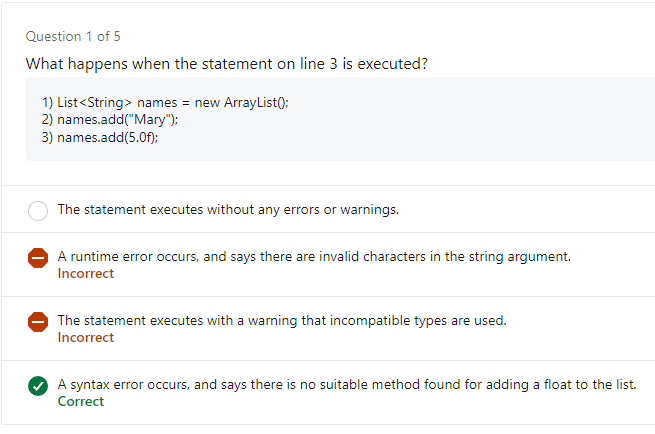 Question 1 of 5
What happens when the statement on line 3 is executed?
1) List<String> names = new ArrayList();
2) names.add("Mary");
3) names.add(5.0f);
The statement executes without any errors or warnings.
A runtime error occurs, and says there are invalid characters in the string argument.
Incorrect
The statement executes with a warning that incompatible types are used.
Incorrect
A syntax error occurs, and says there is no suitable method found for adding a float to the list.
Correct